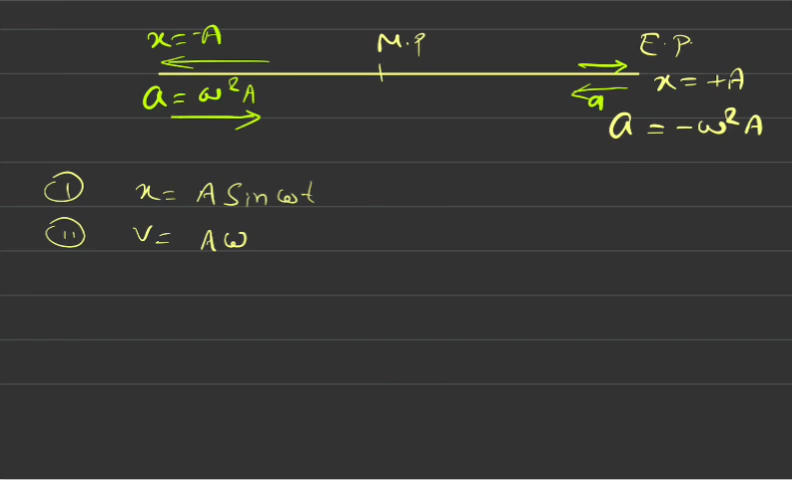 x = -A
M.P
E.P.
x = +A
a = ω²A
a
a = -ω²A
(I) x = A Sin ωt
(II) v = Aω